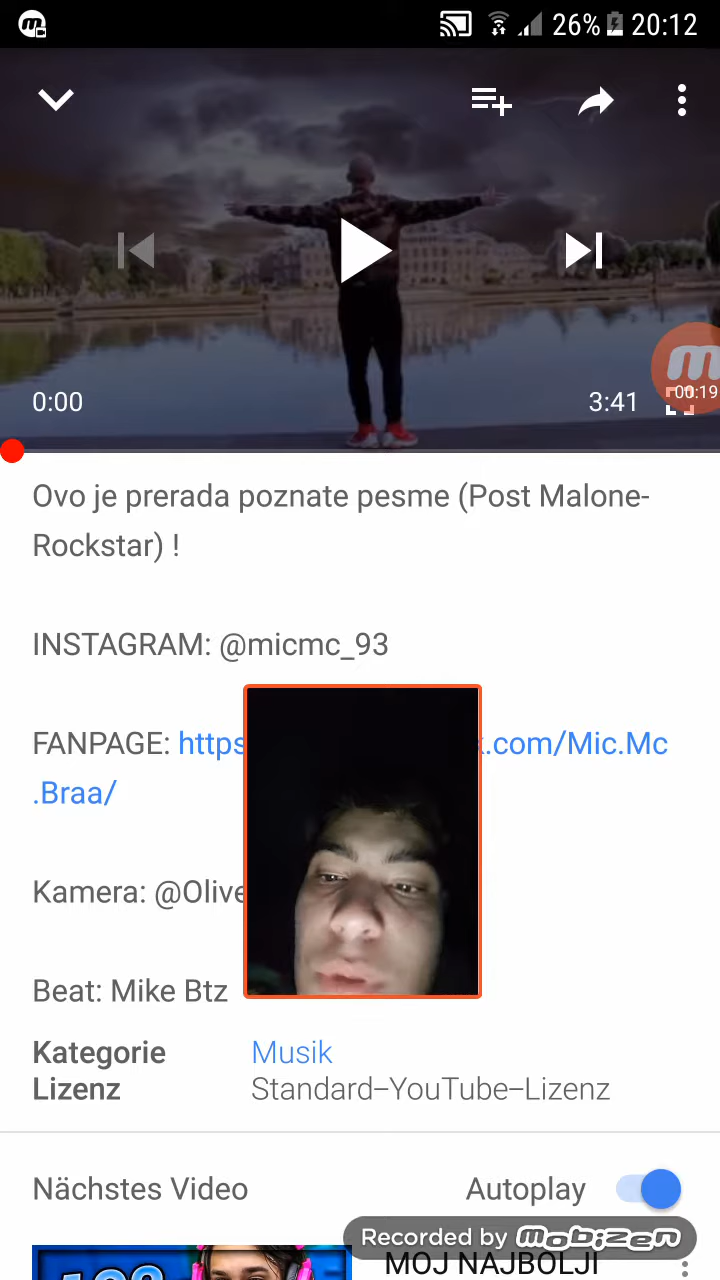 26% 20:12
00:19
0:00 3:41
Ovo je prerada poznate pesme (Post Malone-
Rockstar) !
INSTAGRAM: @micmc_93
FANPAGE: https .com/Mic.Mc
.Braa/
Kamera: @Olive
Beat: Mike Btz
Kategorie Musik
Lizenz Standard-YouTube-Lizenz
Nächstes Video Autoplay
Recorded by mobizen
MOJ NAJBOLJI